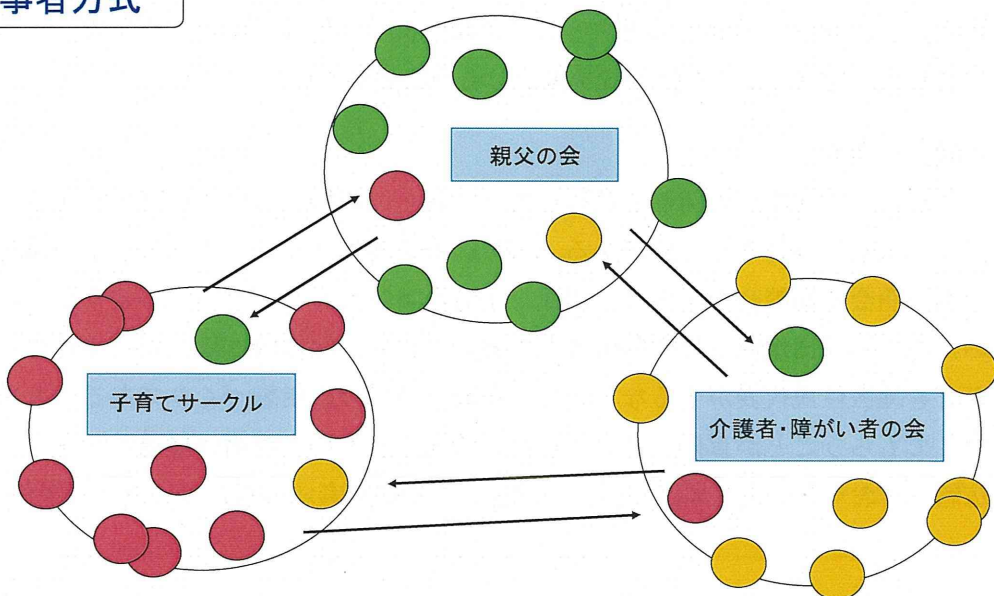 事者方式
親父の会
子育てサークル
介護者・障がい者の会